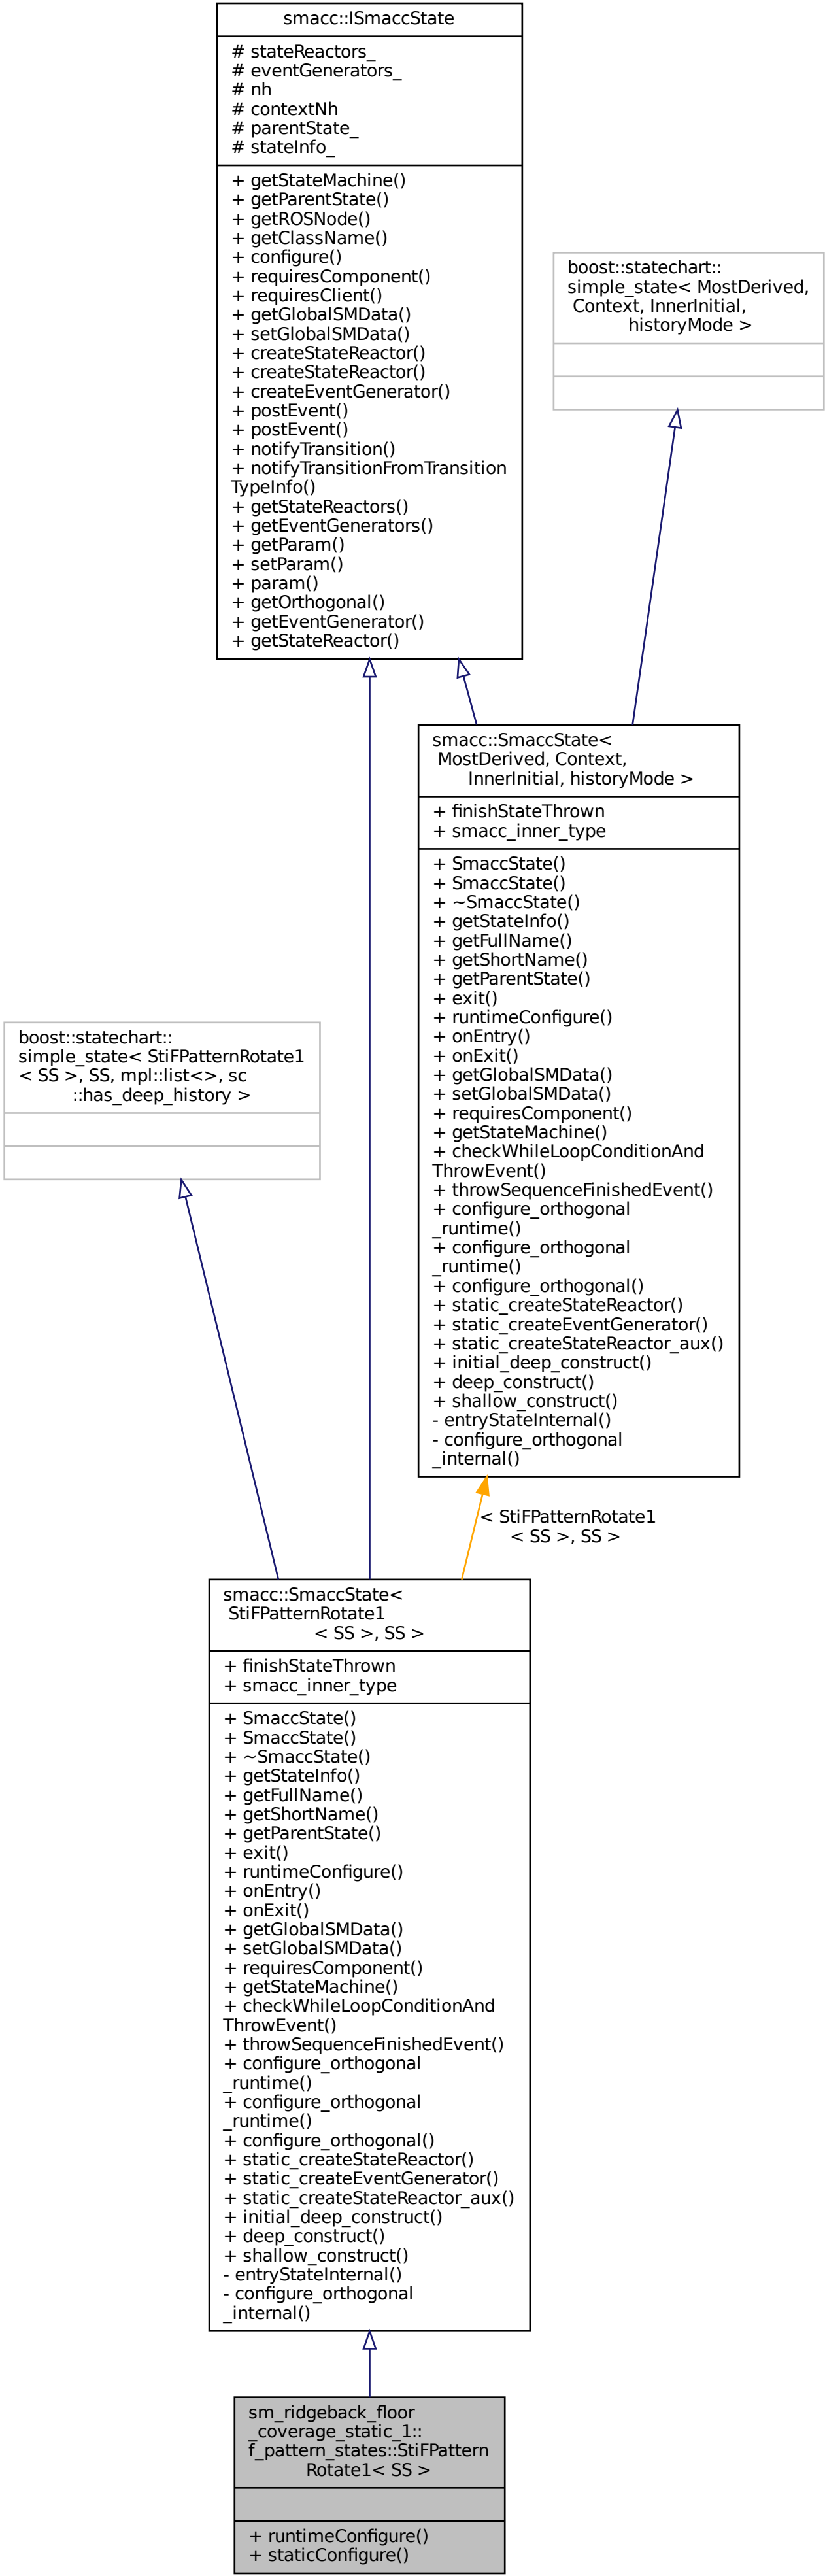 smacc::ISmaccState
# stateReactors_
# eventGenerators_
# nh
# contextNh
# parentState_
# stateInfo_
+ getStateMachine()
+ getParentState()
+ getROSNode()
+ getClassName()
+ configure()
+ requiresComponent()
+ requiresClient()
+ getGlobalSMData()
+ setGlobalSMData()
+ createStateReactor()
+ createStateReactor()
+ createEventGenerator()
+ postEvent()
+ postEvent()
+ notifyTransition()
+ notifyTransitionFromTransition
TypeInfo()
+ getStateReactors()
+ getEventGenerators()
+ getParam()
+ setParam()
+ param()
+ getOrthogonal()
+ getEventGenerator()
+ getStateReactor()
boost::statechart::
simple_state< MostDerived,
Context, InnerInitial,
historyMode >
smacc::SmaccState<
MostDerived, Context,
InnerInitial, historyMode >
+ finishStateThrown
+ smacc_inner_type
+ SmaccState()
+ SmaccState()
+ ~SmaccState()
+ getStateInfo()
+ getFullName()
+ getShortName()
+ getParentState()
+ exit()
+ runtimeConfigure()
+ onEntry()
+ onExit()
+ getGlobalSMData()
+ setGlobalSMData()
+ requiresComponent()
+ getStateMachine()
+ checkWhileLoopConditionAnd
ThrowEvent()
+ throwSequenceFinishedEvent()
+ configure_orthogonal
_runtime()
+ configure_orthogonal
_runtime()
+ configure_orthogonal()
+ static_createStateReactor()
+ static_createEventGenerator()
+ static_createStateReactor_aux()
+ initial_deep_construct()
+ deep_construct()
+ shallow_construct()
- entryStateInternal()
- configure_orthogonal
_internal()
boost::statechart::
simple_state< StiFPatternRotate1
< SS >, SS, mpl::list<>, sc
::has_deep_history >
< StiFPatternRotate1
< SS >, SS >
smacc::SmaccState<
StiFPatternRotate1
< SS >, SS >
+ finishStateThrown
+ smacc_inner_type
+ SmaccState()
+ SmaccState()
+ ~SmaccState()
+ getStateInfo()
+ getFullName()
+ getShortName()
+ getParentState()
+ exit()
+ runtimeConfigure()
+ onEntry()
+ onExit()
+ getGlobalSMData()
+ setGlobalSMData()
+ requiresComponent()
+ getStateMachine()
+ checkWhileLoopConditionAnd
ThrowEvent()
+ throwSequenceFinishedEvent()
+ configure_orthogonal
_runtime()
+ configure_orthogonal
_runtime()
+ configure_orthogonal()
+ static_createStateReactor()
+ static_createEventGenerator()
+ static_createStateReactor_aux()
+ initial_deep_construct()
+ deep_construct()
+ shallow_construct()
- entryStateInternal()
- configure_orthogonal
_internal()
sm_ridgeback_floor
_coverage_static_1::
f_pattern_states::StiFPattern
Rotate1< SS >
+ runtimeConfigure()
+ staticConfigure()